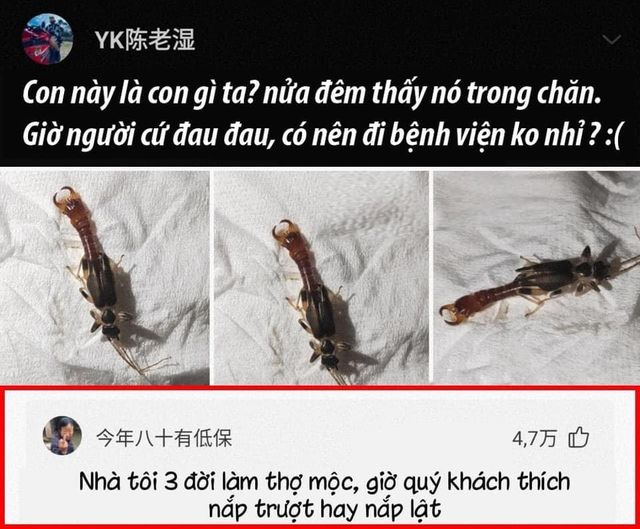 YK陈老湿
Con này là con gì ta? nửa đêm thấy nó trong chăn.
Giờ người cứ đau đau, có nên đi bệnh viện ko nhỉ ? :(
今年八十有低保
4,7万
Nhà tôi 3 đời làm thợ mộc, giờ quý khách thích
nắp trượt hay nắp lật